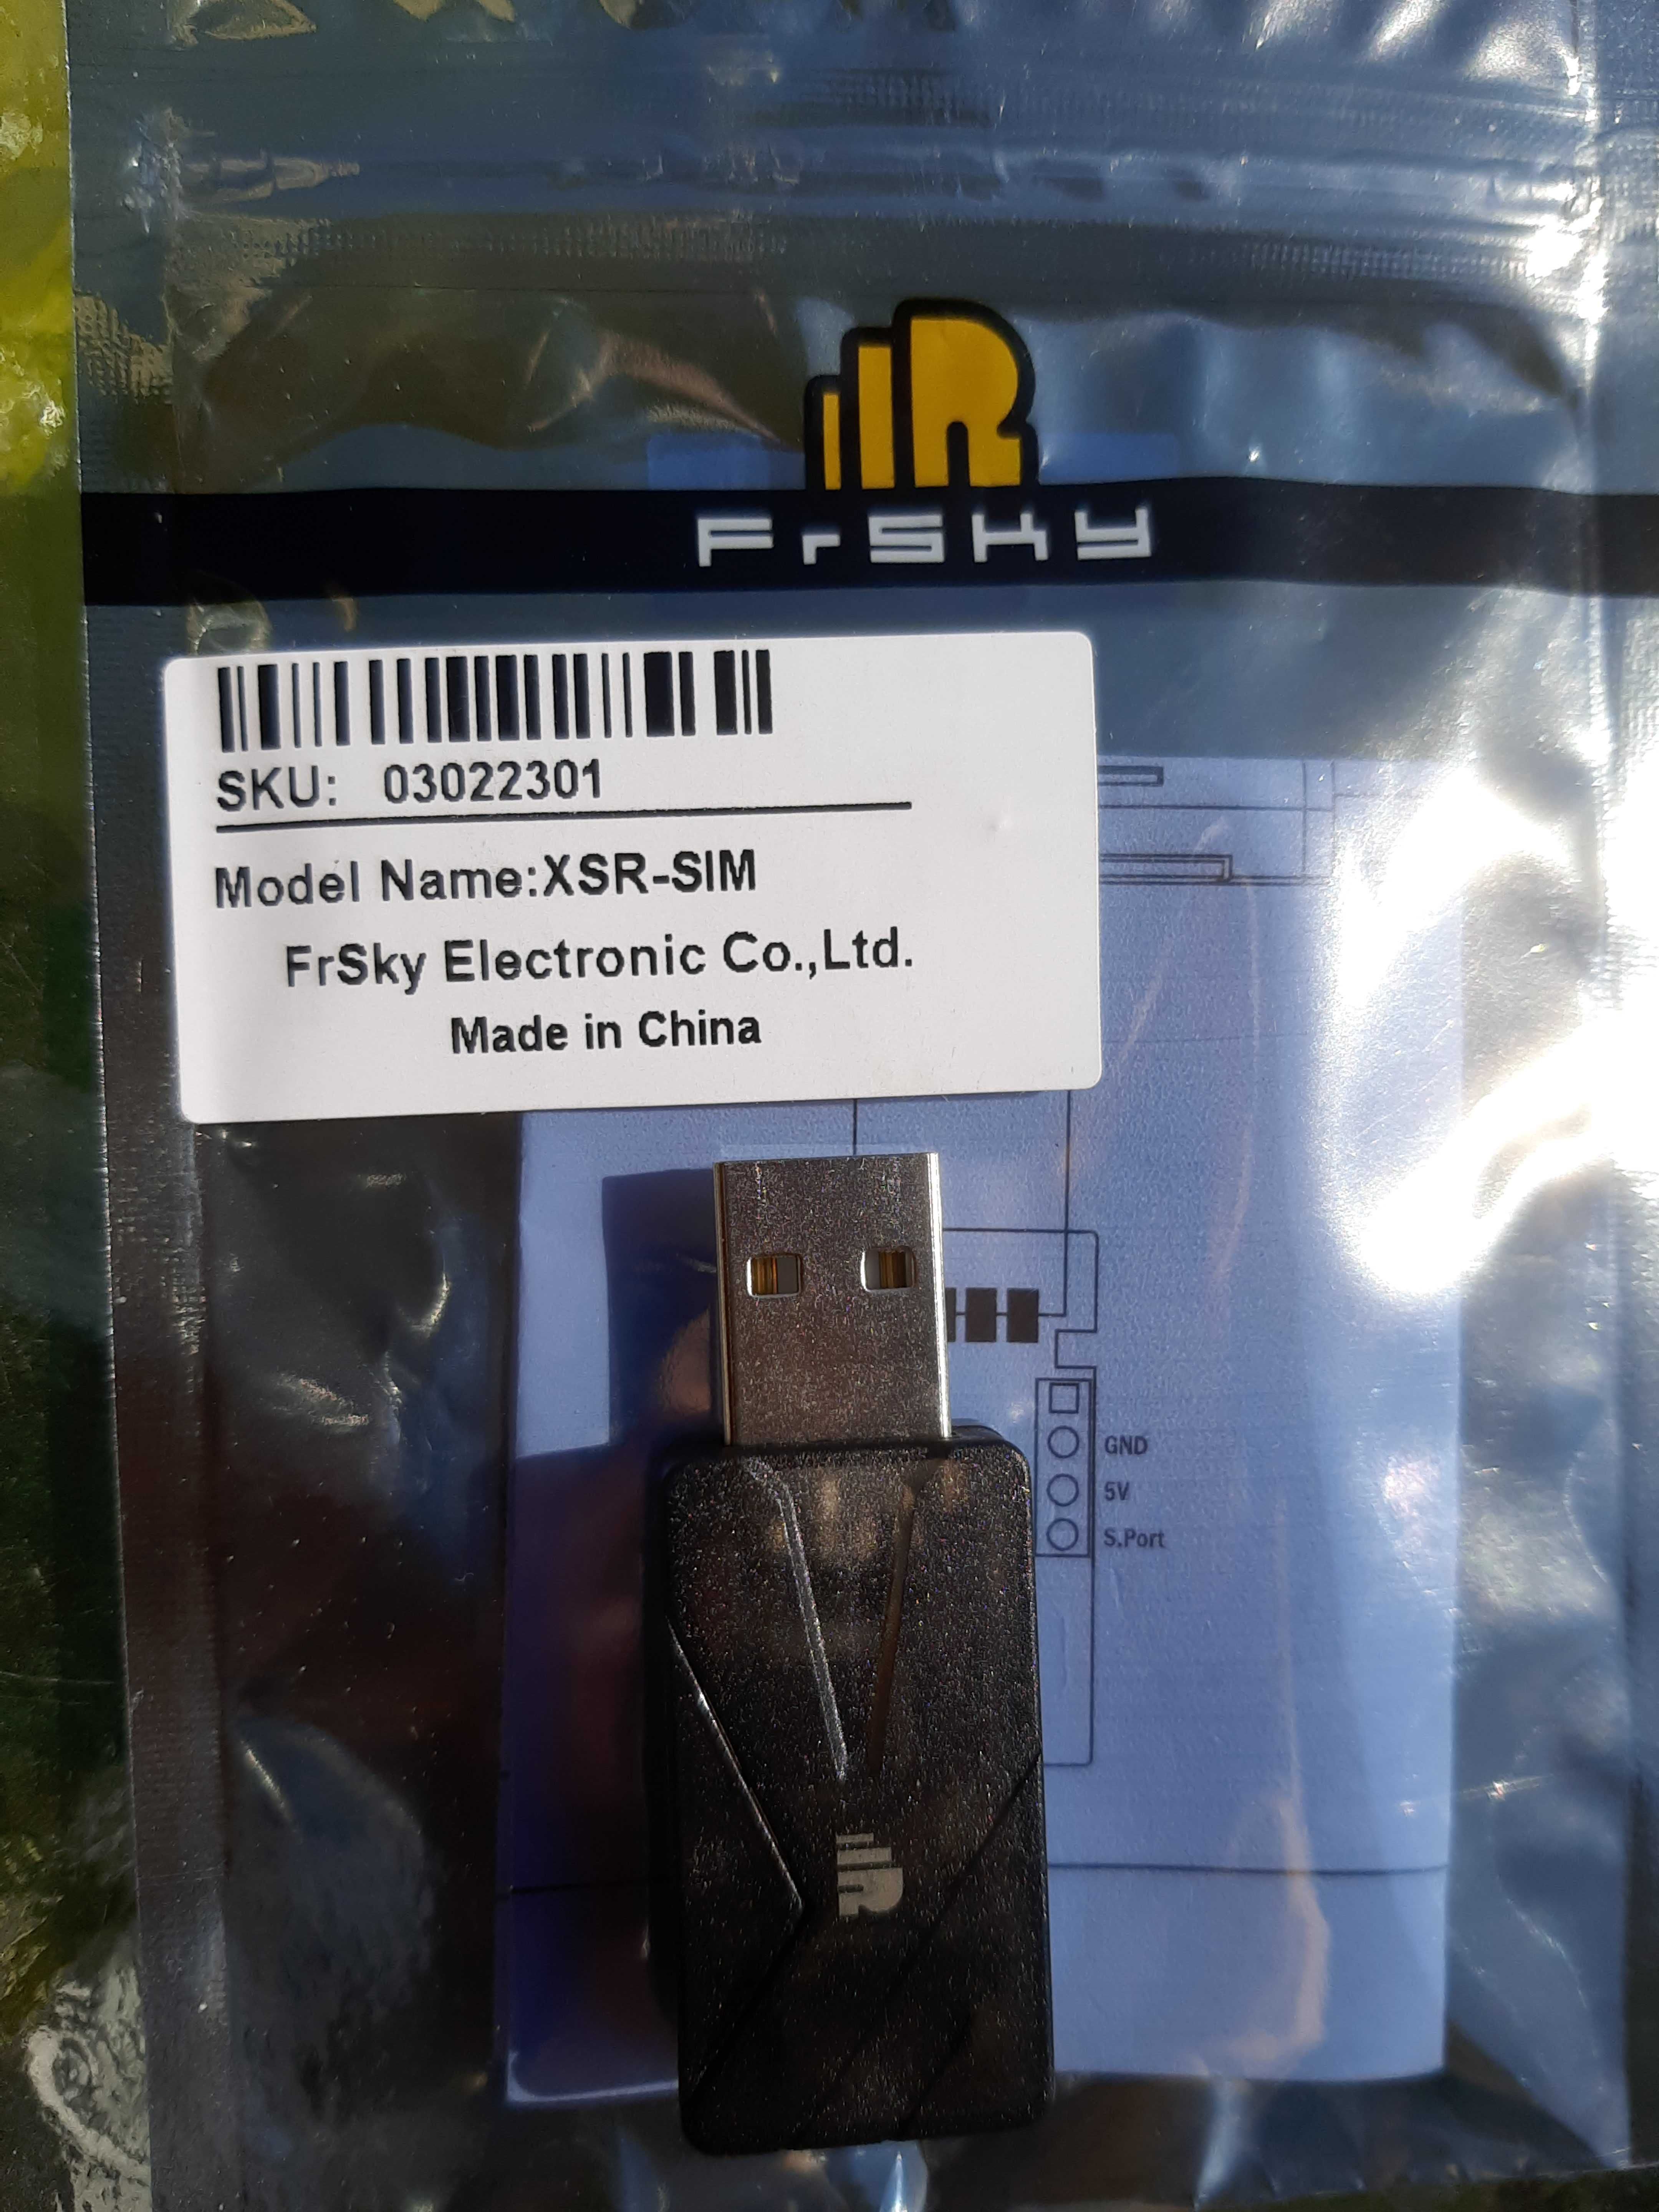 FrSky
SKU: 03022301
Model Name:XSR-SIM
FrSky Electronic Co.,Ltd.
Made in China
GND
5V
S.Port